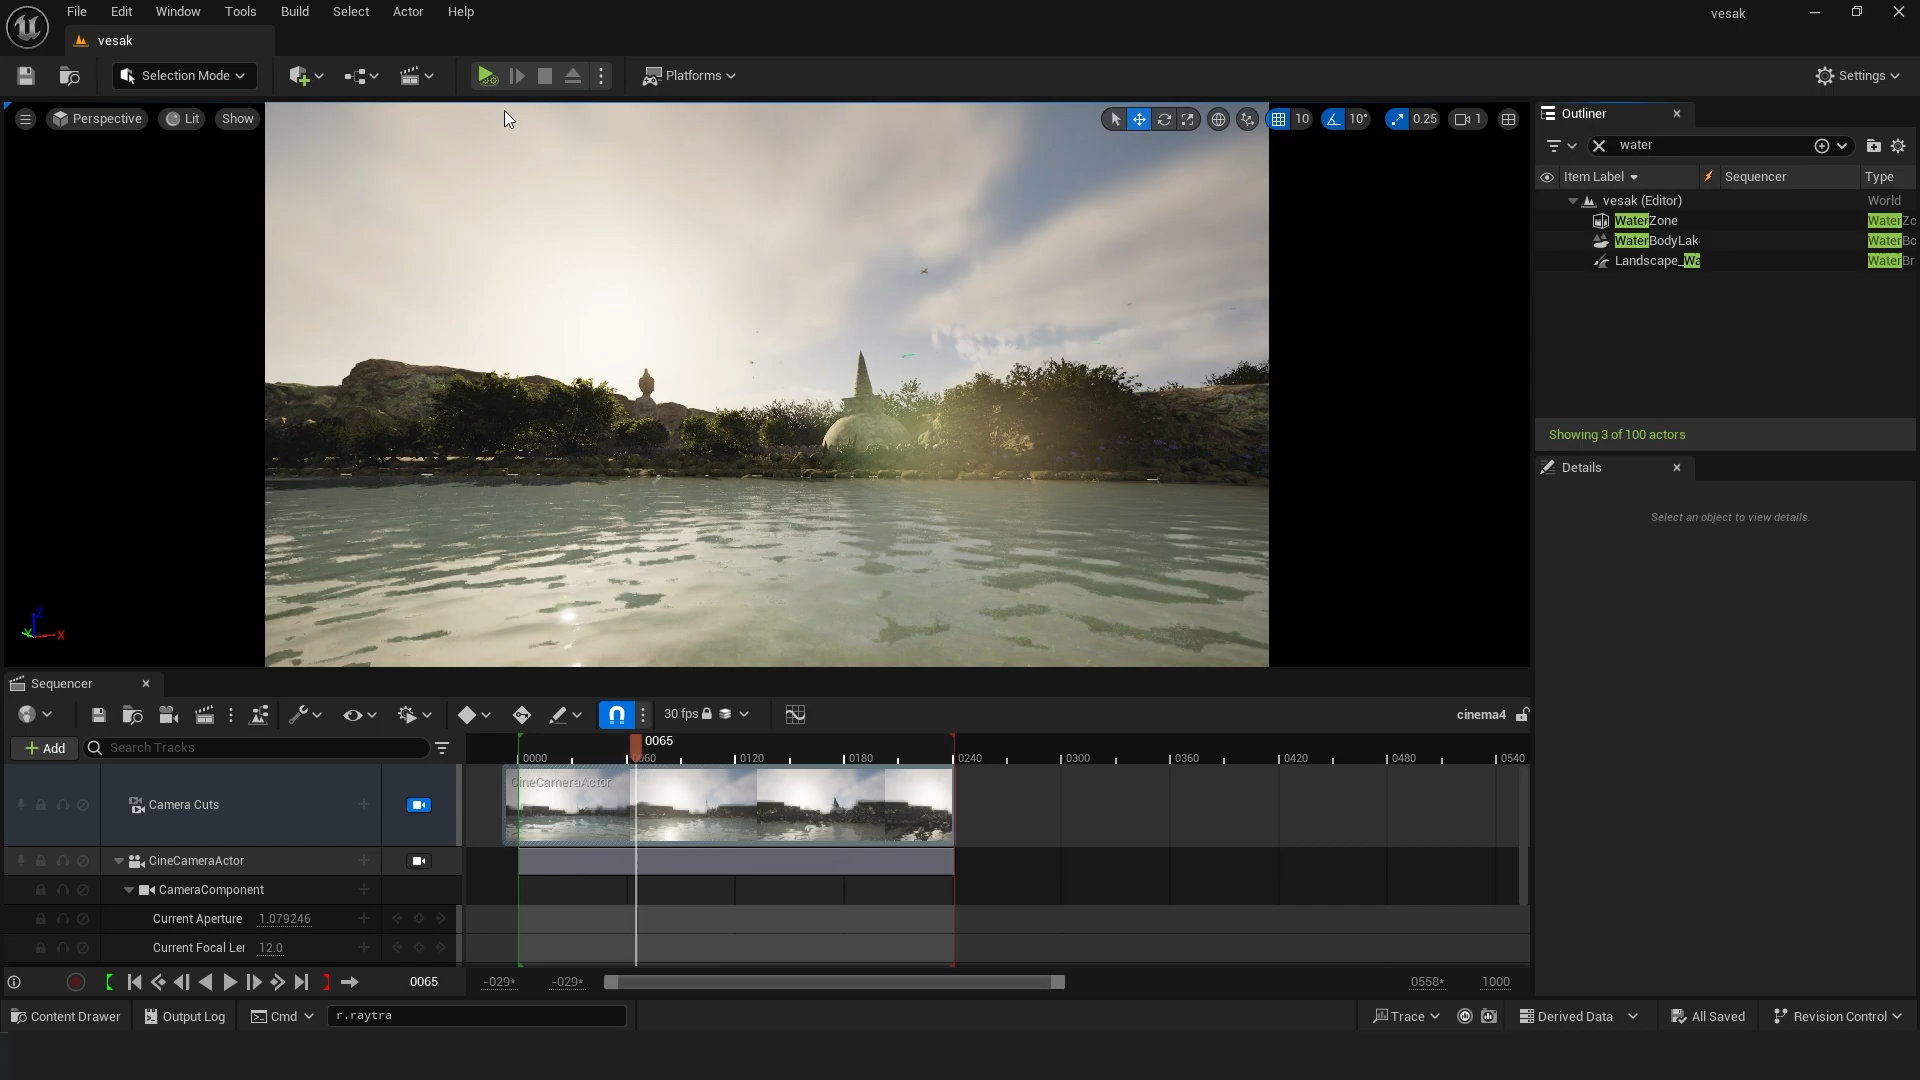 File Edit Window Tools Build Select Actor Help
vesak
vesak
Selection Mode
Platforms
Settings
Perspective
Lit
Show
10
10°
0.25
1
Outliner
water
Item Label
Sequencer
Type
vesak (Editor)
World
WaterZone
WaterZo
WaterBodyLak
WaterBo
Landscape_Wa
WaterBr
Showing 3 of 100 actors
Details
Select an object to view details.
Z
X
Sequencer
30 fps
cinema4
Add
Search Tracks
0065
0000 0060 0120 0180 0240 0300 0360 0420 0480 0540
CineCameraActor
Camera Cuts
CineCameraActor
CameraComponent
Current Aperture 1.079246
Current Focal Ler 12.0
0065
-029*
-029*
0558*
1000
Content Drawer
Output Log
Cmd
r.raytra
Trace
Derived Data
All Saved
Revision Control